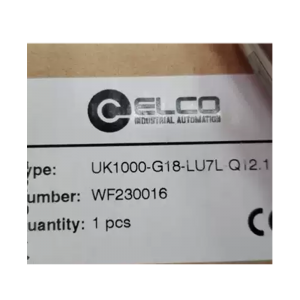 ELCO
INDUSTRIAL AUTOMATION
ype: UK1000-G18-LU7L-Q12.1
umber: WF230016
uantity: 1 pcs
CE